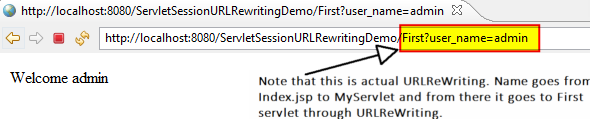 http://localhost:8080/ServletSessionURLRewritingDemo/First?user_name=admin
http://localhost:8080/ServletSessionURLRewritingDemo/First?user_name=admin
Welcome admin
Note that this is actual URLReWriting. Name goes from
Index.jsp to MyServlet and from there it goes to First
servlet through URLReWriting.